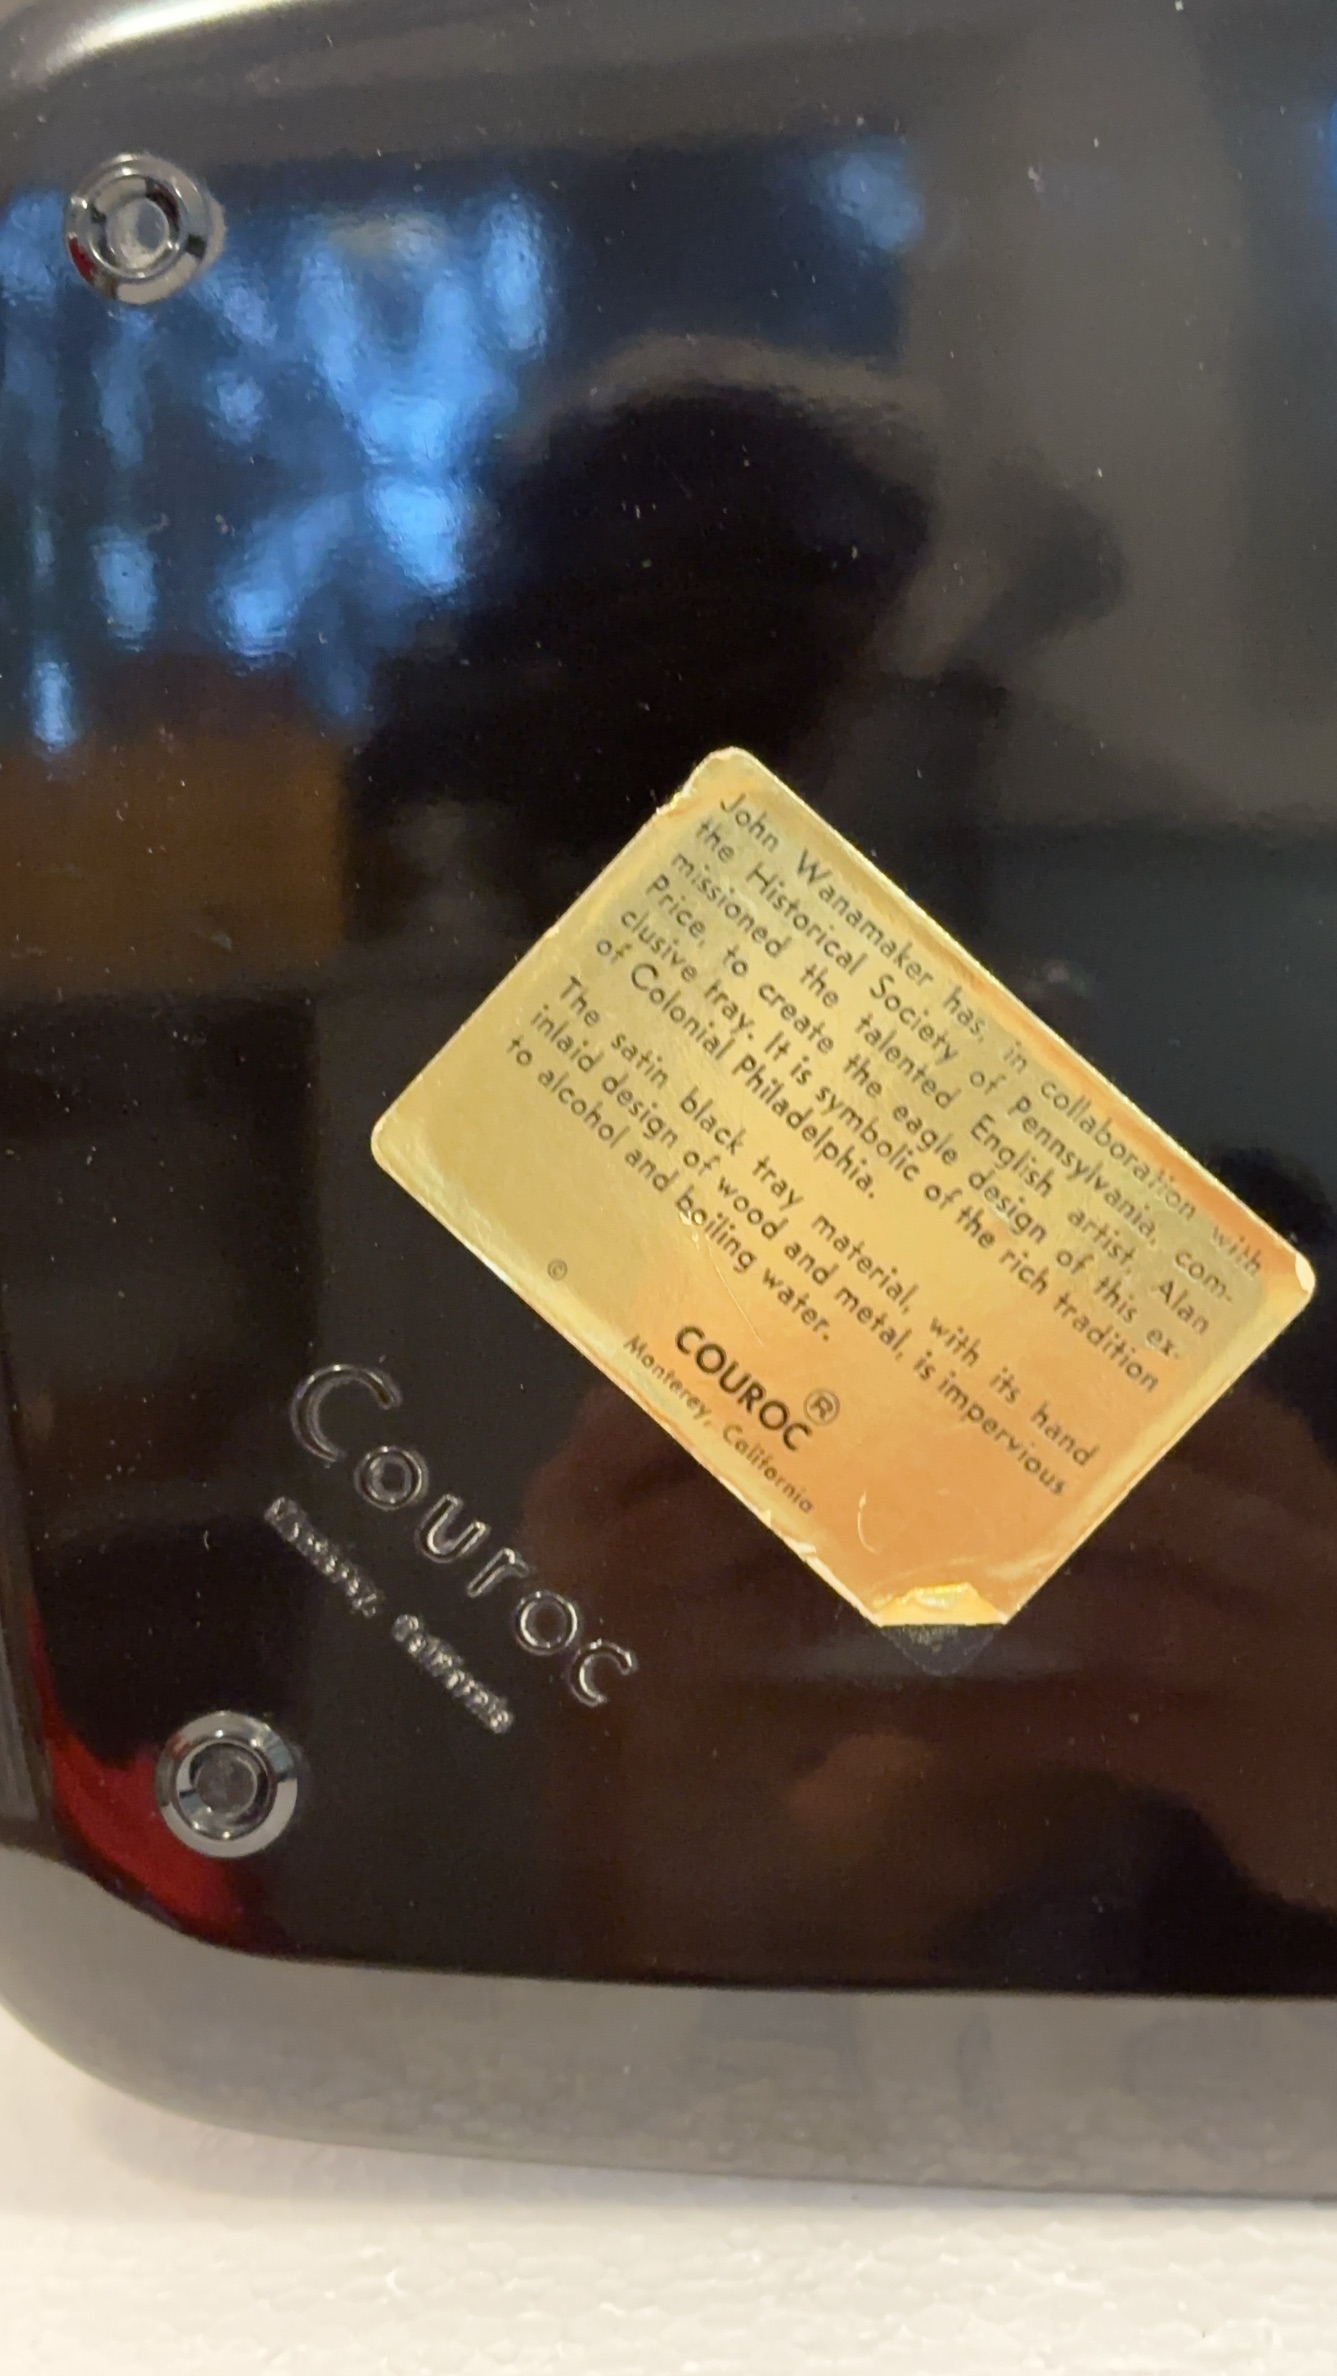 John Wanamaker has, in collaboration with
the Historical Society of Pennsylvania, com-
missioned the talented English artist, Alan
Price, to create the eagle design of this ex-
clusive tray. It is symbolic of the rich tradition
of Colonial Philadelphia.
The satin black tray material, with its hand
inlaid design of wood and metal, is impervious
to alcohol and boiling water.
COUROC®
© Monterey, California
Couroc
Monterey, California